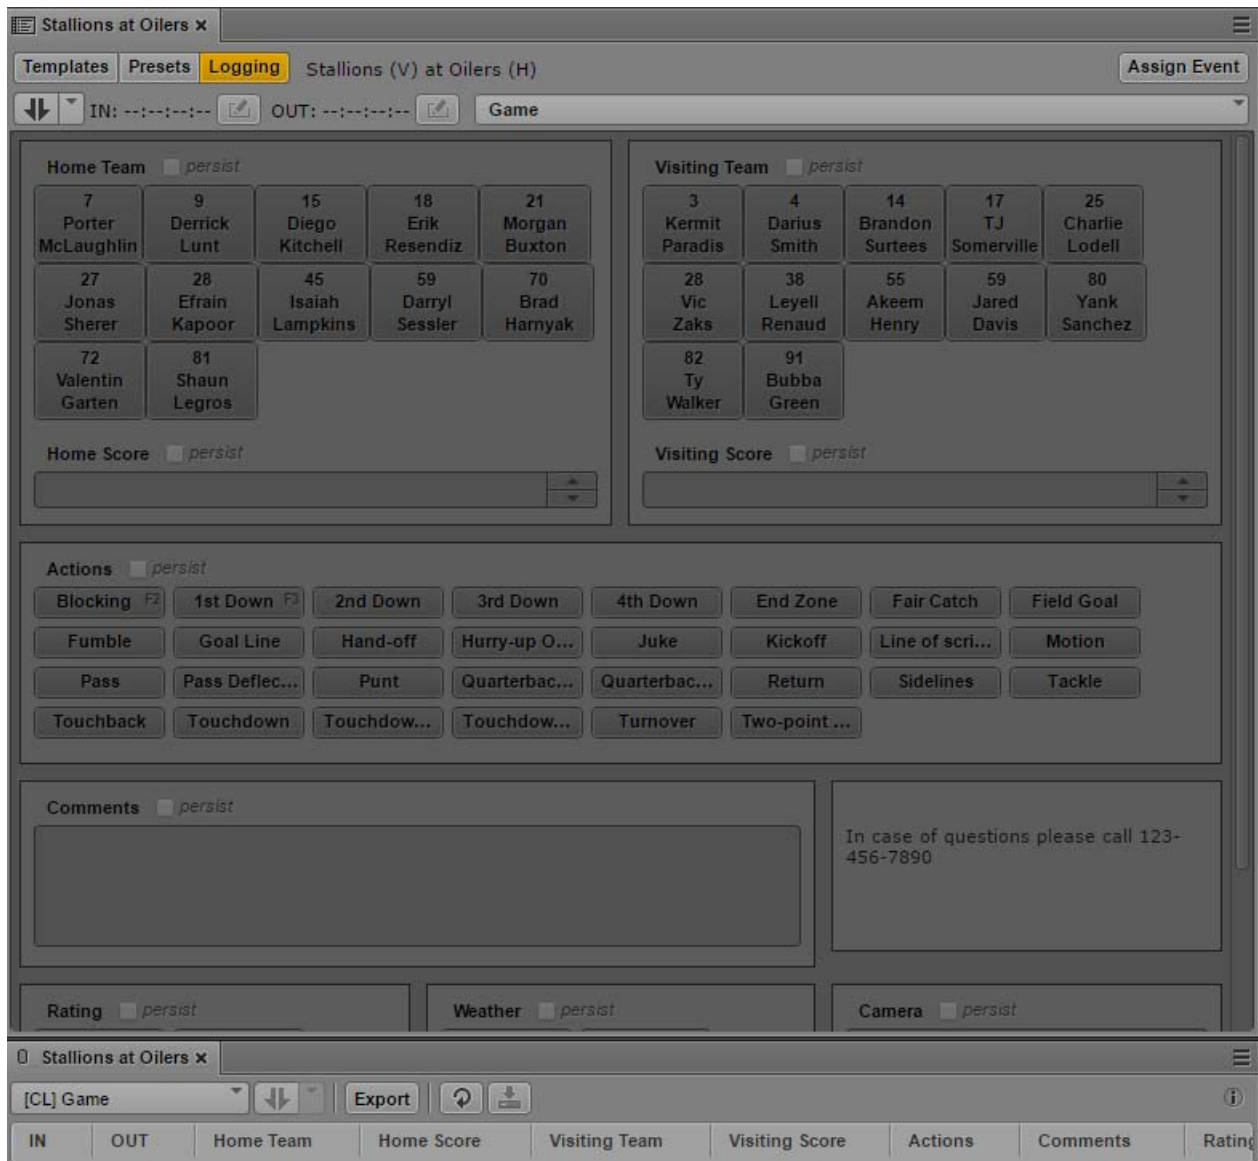 Stallions at Oilers ×
Templates Presets Logging Stallions (V) at Oilers (H) Assign Event
IN: --:--:--:-- OUT: --:--:--:-- Game
Home Team persist
7 Porter McLaughlin
9 Derrick Lunt
15 Diego Kitchell
18 Erik Resendiz
21 Morgan Buxton
27 Jonas Sherer
28 Efrain Kapoor
45 Isaiah Lampkins
59 Darryl Sessler
70 Brad Harnyak
72 Valentin Garten
81 Shaun Legros
Home Score persist
Visiting Team persist
3 Kermit Paradis
4 Darius Smith
14 Brandon Surtees
17 TJ Somerville
25 Charlie Lodell
28 Vic Zaks
38 Leyell Renaud
55 Akeem Henry
59 Jared Davis
80 Yank Sanchez
82 Ty Walker
91 Bubba Green
Visiting Score persist
Actions persist
Blocking F2 1st Down F3 2nd Down 3rd Down 4th Down End Zone Fair Catch Field Goal
Fumble Goal Line Hand-off Hurry-up O... Juke Kickoff Line of scri... Motion
Pass Pass Deflec... Punt Quarterbac... Quarterbac... Return Sidelines Tackle
Touchback Touchdown Touchdow... Touchdow... Turnover Two-point ...
Comments persist
In case of questions please call 123-
456-7890
Rating persist Weather persist Camera persist
Stallions at Oilers ×
[CL] Game Export
IN OUT Home Team Home Score Visiting Team Visiting Score Actions Comments Rating